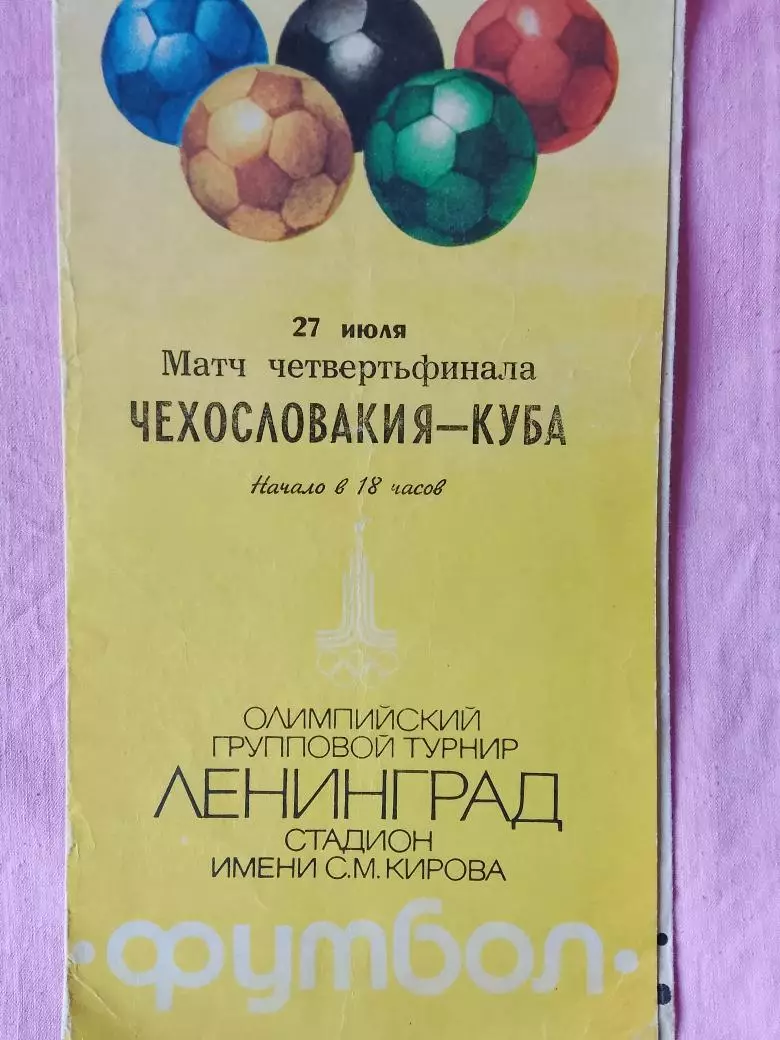 27 июля
Матч четвертьфинала
ЧЕХОСЛОВАКИЯ—КУБА
Начало в 18 часов
ОЛИМПИЙСКИЙ
ГРУППОВОЙ ТУРНИР
ЛЕНИНГРАД
СТАДИОН
ИМЕНИ С.М. КИРОВА
• футбол •